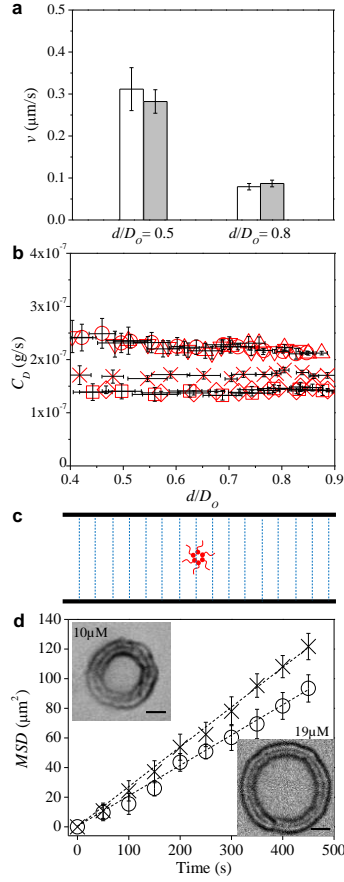 a
0.5
0.4
0.3
0.2
0.1
0.0
v (μm/s)
d/D_O= 0.5 d/D_O= 0.8
b
4x10⁻⁷
3x10⁻⁷
2x10⁻⁷
1x10⁻⁷
0
C_D (g/s)
0.4 0.5 0.6 0.7 0.8 0.9
d/D_O
c
d
140
120
100
80
60
40
20
0
MSD (μm²)
10μM
19μM
0 100 200 300 400 500
Time (s)